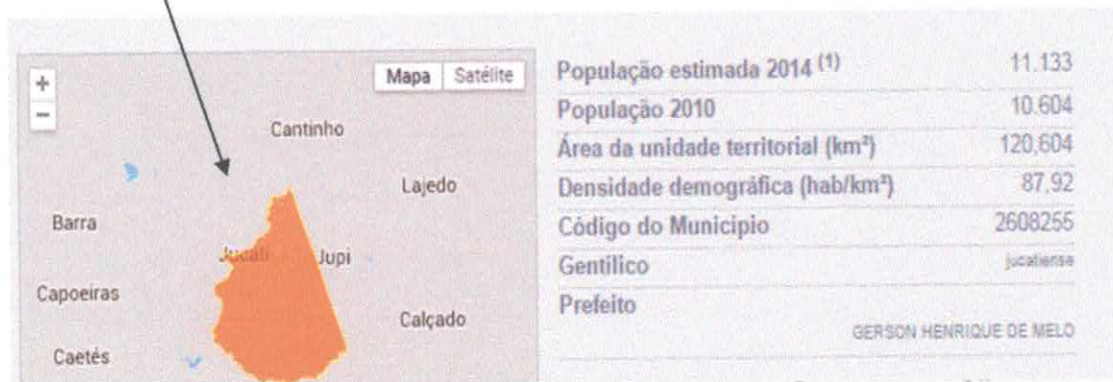 +
−
Mapa Satélite
Cantinho
Lajedo
Barra
Jucati Jupi
Capoeiras
Calçado
Caetés
População estimada 2014 (1) 11.133
População 2010 10.604
Área da unidade territorial (km²) 120,604
Densidade demográfica (hab/km²) 87,92
Código do Município 2608255
Gentílico jucatiense
Prefeito
GERSON HENRIQUE DE MELO